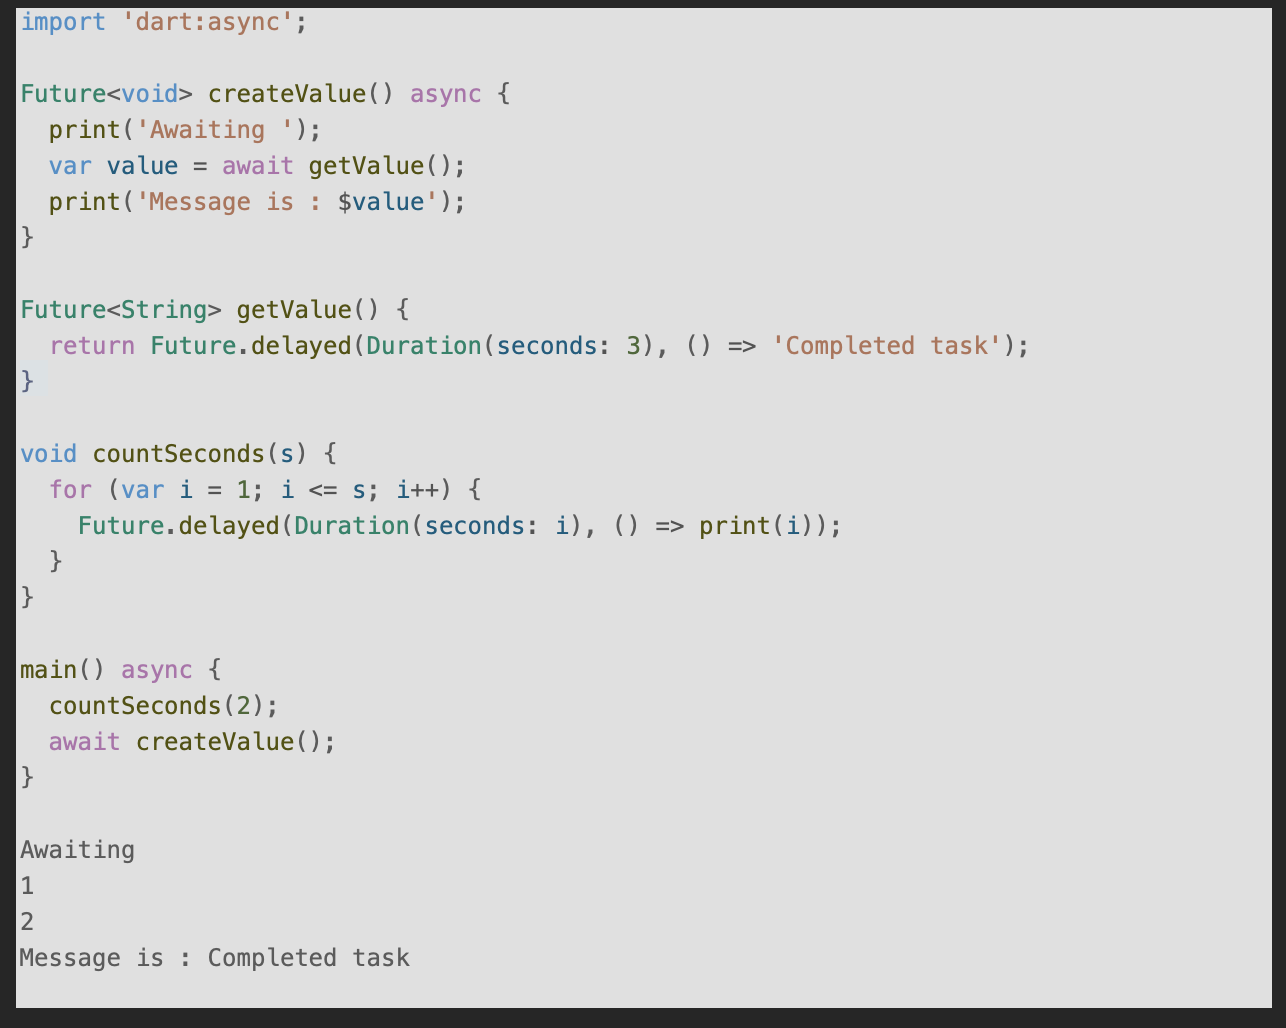 import 'dart:async';

Future<void> createValue() async {
  print('Awaiting ');
  var value = await getValue();
  print('Message is : $value');
}

Future<String> getValue() {
  return Future.delayed(Duration(seconds: 3), () => 'Completed task');
}

void countSeconds(s) {
  for (var i = 1; i <= s; i++) {
    Future.delayed(Duration(seconds: i), () => print(i));
  }
}

main() async {
  countSeconds(2);
  await createValue();
}

Awaiting
1
2
Message is : Completed task